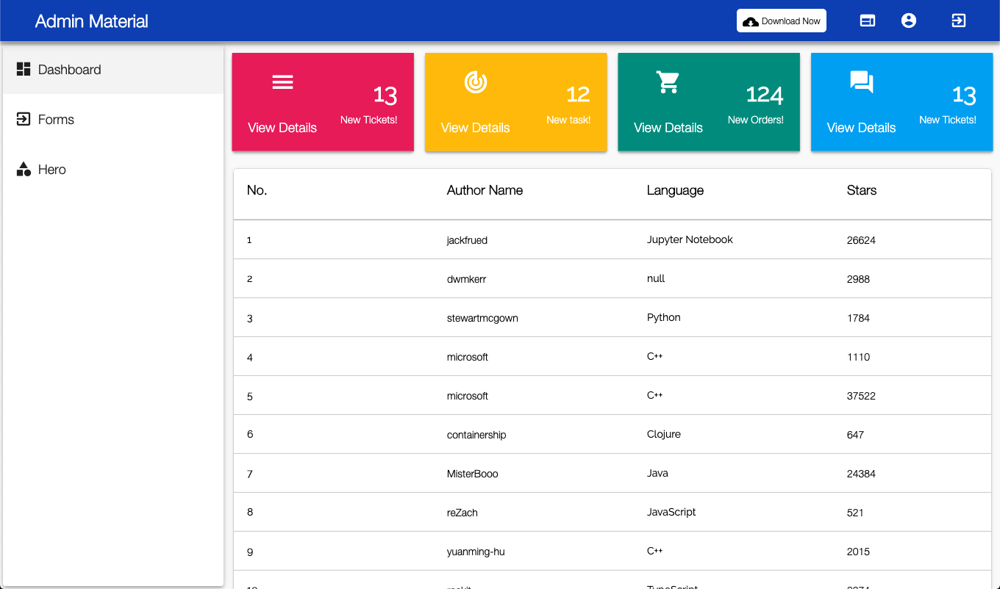 Admin Material
Download Now
Dashboard
Forms
Hero
13
New Tickets!
View Details
12
New task!
View Details
124
New Orders!
View Details
13
New Tickets!
View Details
No. Author Name Language Stars
1 jackfrued Jupyter Notebook 26624
2 dwmkerr null 2988
3 stewartmcgown Python 1784
4 microsoft C++ 1110
5 microsoft C++ 37522
6 containership Clojure 647
7 MisterBooo Java 24384
8 reZach JavaScript 521
9 yuanming-hu C++ 2015
10 TypeScript